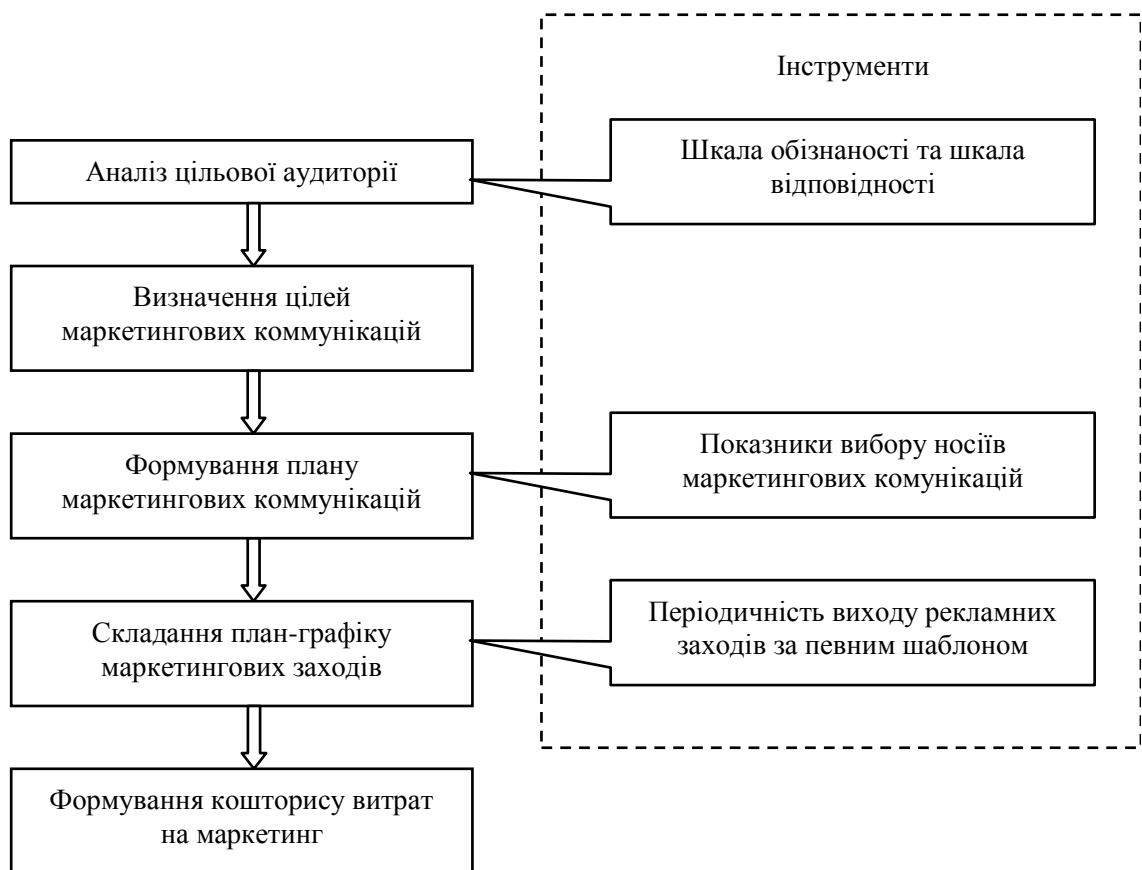 Інструменти
Аналіз цільової аудиторії
Шкала обізнаності та шкала
відповідності
Визначення цілей
маркетингових коммунікацій
Формування плану
маркетингових коммунікацій
Показники вибору носіїв
маркетингових комунікацій
Складання план-графіку
маркетингових заходів
Періодичність виходу рекламних
заходів за певним шаблоном
Формування кошторису витрат
на маркетинг